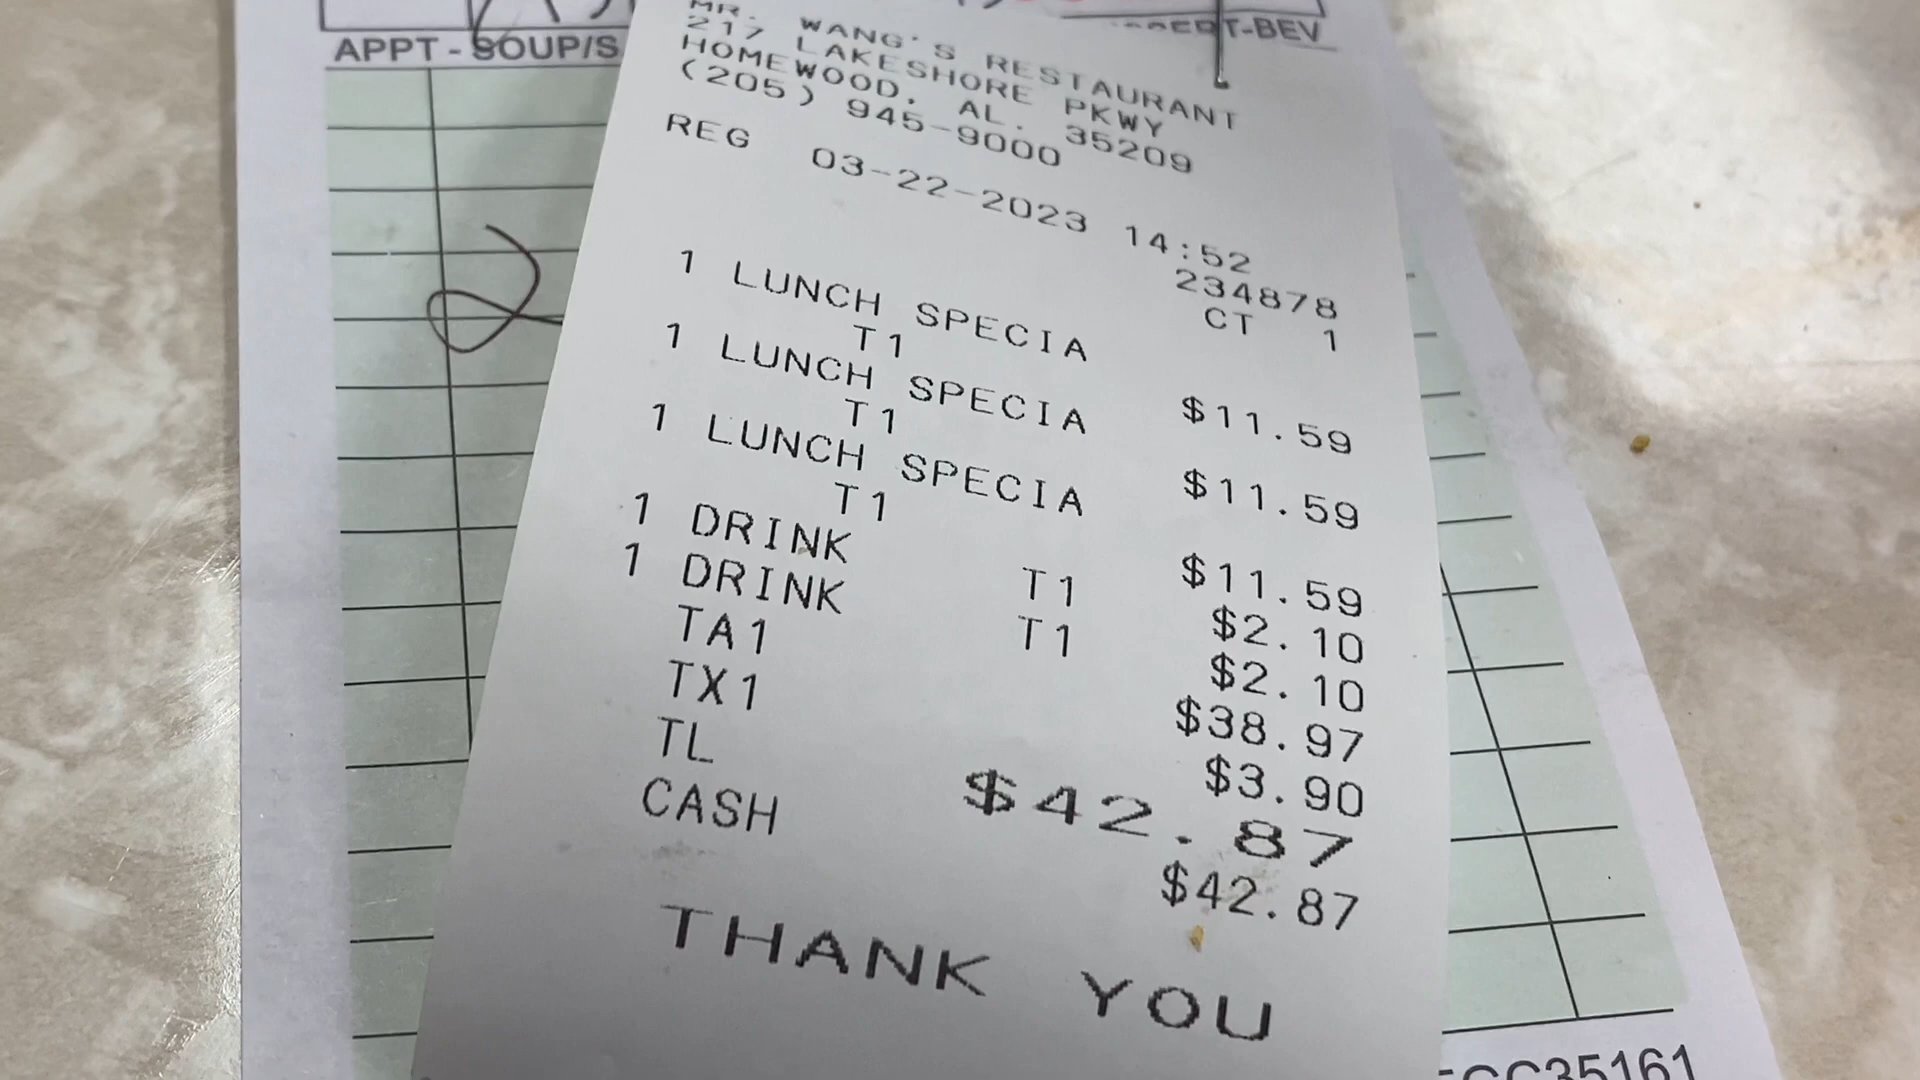 APPT - SOUP/S
RT-BEV
MR. WANG'S RESTAURANT
217 LAKESHORE PKWY
HOMEWOOD, AL. 35209
(205) 945-9000
REG 03-22-2023 14:52
234878
CT 1
1 LUNCH SPECIA
T1 $11.59
1 LUNCH SPECIA
T1 $11.59
1 LUNCH SPECIA
T1 $11.59
1 DRINK T1 $2.10
1 DRINK T1 $2.10
TA1 $38.97
TX1 $3.90
TL $42.87
CASH $42.87
THANK YOU
2
35161